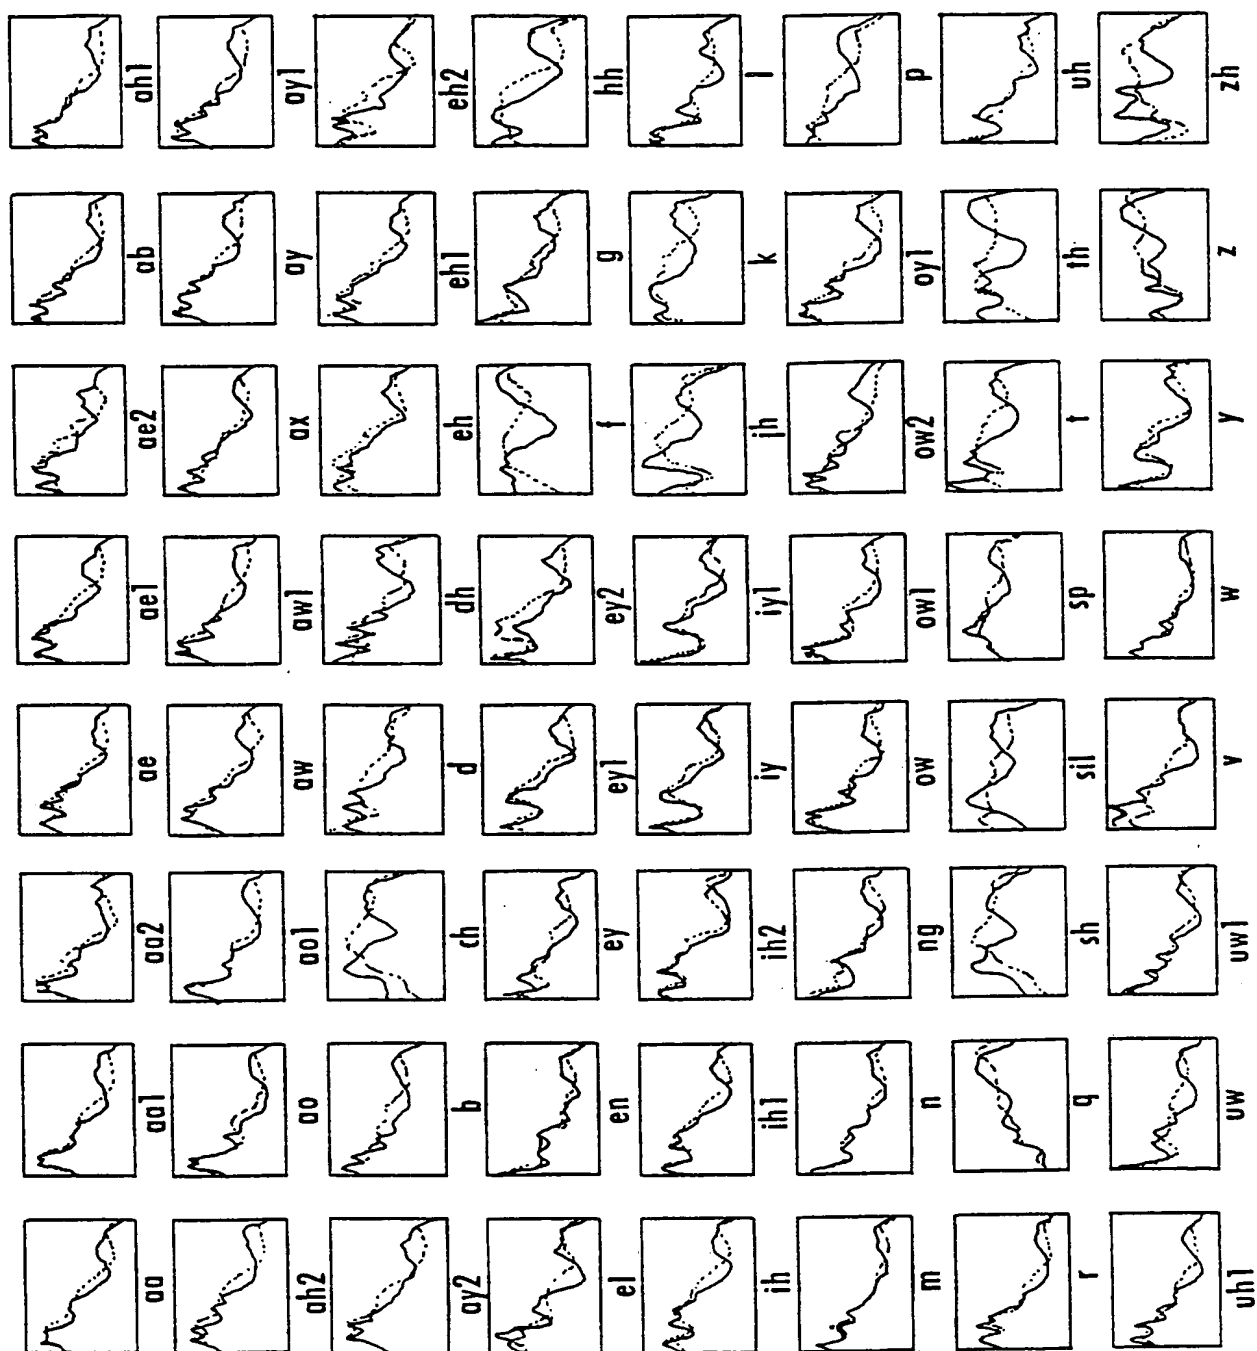 aa aa1 aa2 ae ae1 ae2 ah ah1
ah2 ao ao1 aw aw1 ax ay ay1
ay2 b ch d dh eh eh1 eh2
el en ey ey1 ey2 f g hh
ih ih1 ih2 iy iy1 jh k l
m n ng ow ow1 ow2 oy1 p
r s sh sil sp t th uh
uh1 uw uw1 v w y z zh